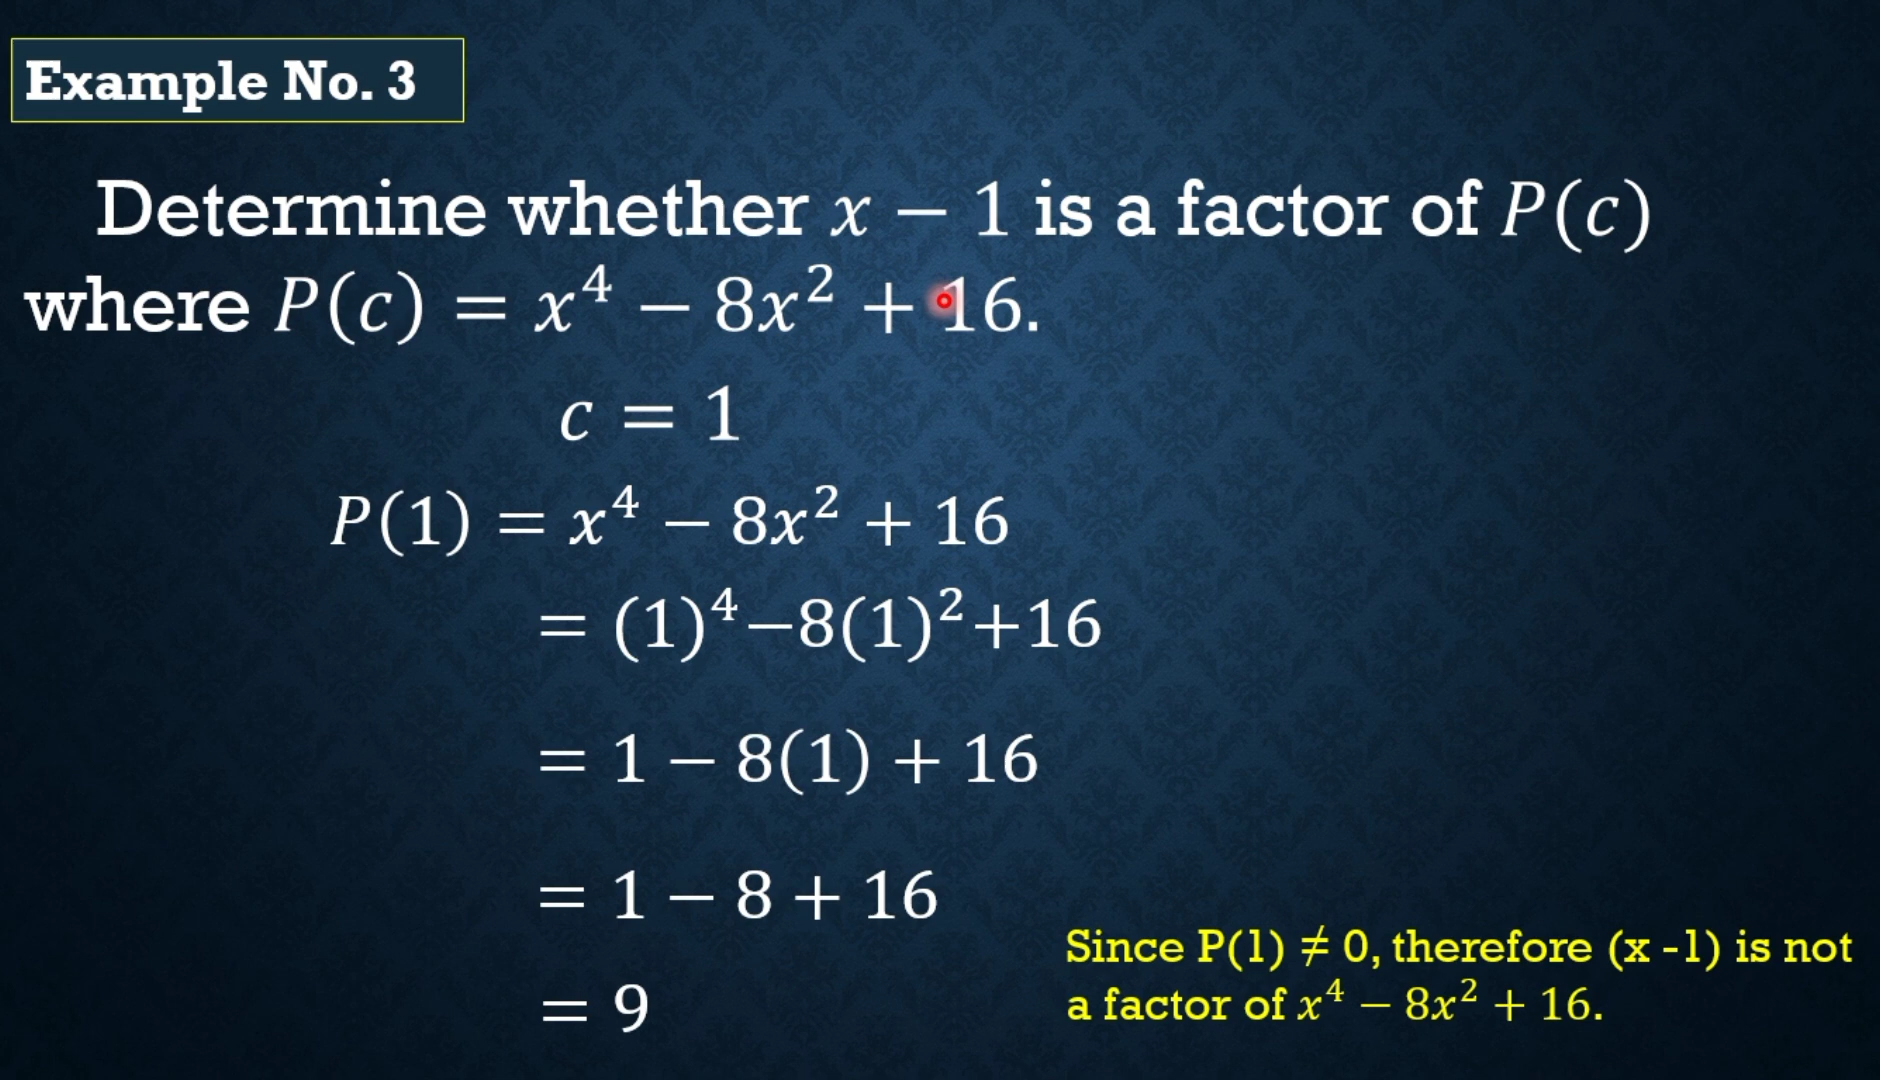 Example No. 3
Determine whether x − 1 is a factor of P(c)
where P(c) = x⁴ − 8x² + 16.
c = 1
P(1) = x⁴ − 8x² + 16
= (1)⁴−8(1)²+16
= 1 − 8(1) + 16
= 1 − 8 + 16
= 9
Since P(1) ≠ 0, therefore (x -1) is not
a factor of x⁴ − 8x² + 16.